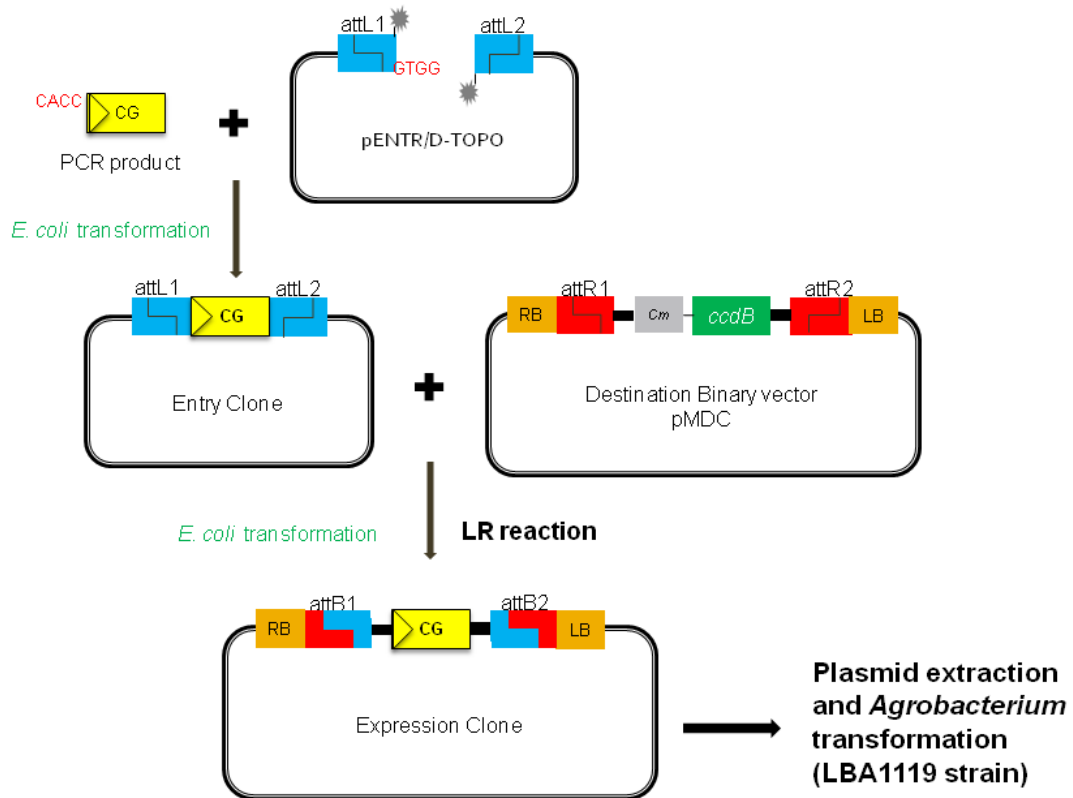 attL1
attL2
GTGG
CACC
CG
pENTR/D-TOPO
PCR product
E. coli transformation
attL1
attL2
CG
Entry Clone
attR1
attR2
RB
Cm
ccdB
LB
Destination Binary vector
pMDC
E. coli transformation
LR reaction
attB1
attB2
RB
CG
LB
Expression Clone
Plasmid extraction
and Agrobacterium
transformation
(LBA1119 strain)